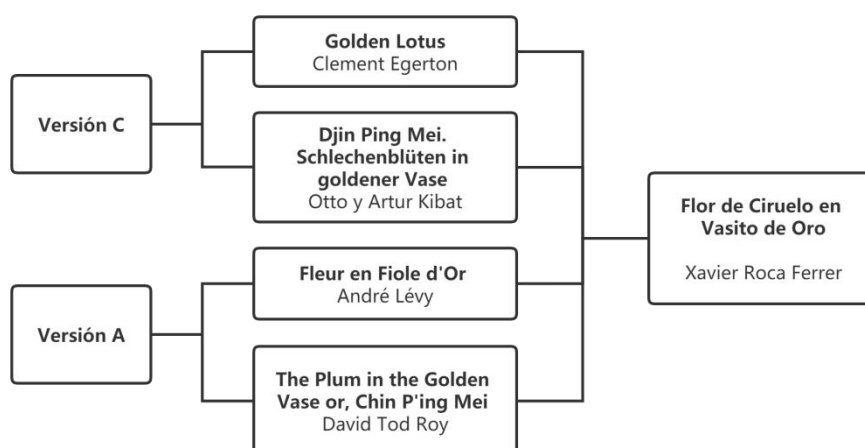 Versión C
Golden Lotus
Clement Egerton
Djin Ping Mei.
Schlechenblüten in
goldener Vase
Otto y Artur Kibat
Versión A
Fleur en Fiole d'Or
André Lévy
The Plum in the Golden
Vase or, Chin P'ing Mei
David Tod Roy
Flor de Ciruelo en
Vasito de Oro
Xavier Roca Ferrer